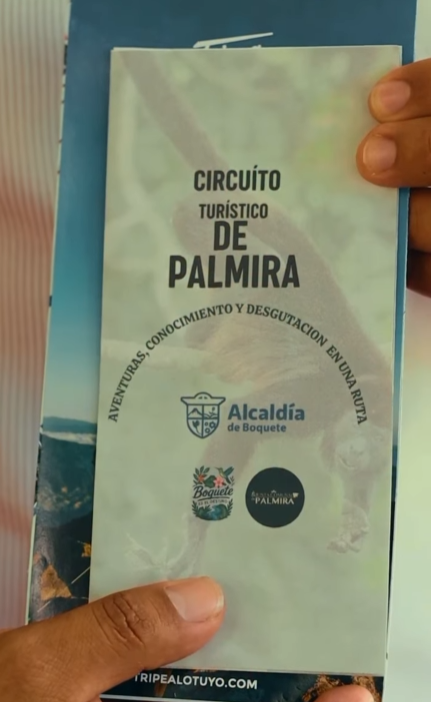 CIRCUÍTO
TURÍSTICO
DE
PALMIRA
AVENTURAS, CONOCIMIENTO Y DESGUTACION EN UNA RUTA
Alcaldía
de Boquete
Boquete
PALMIRA
TRIPEALOTUYO.COM